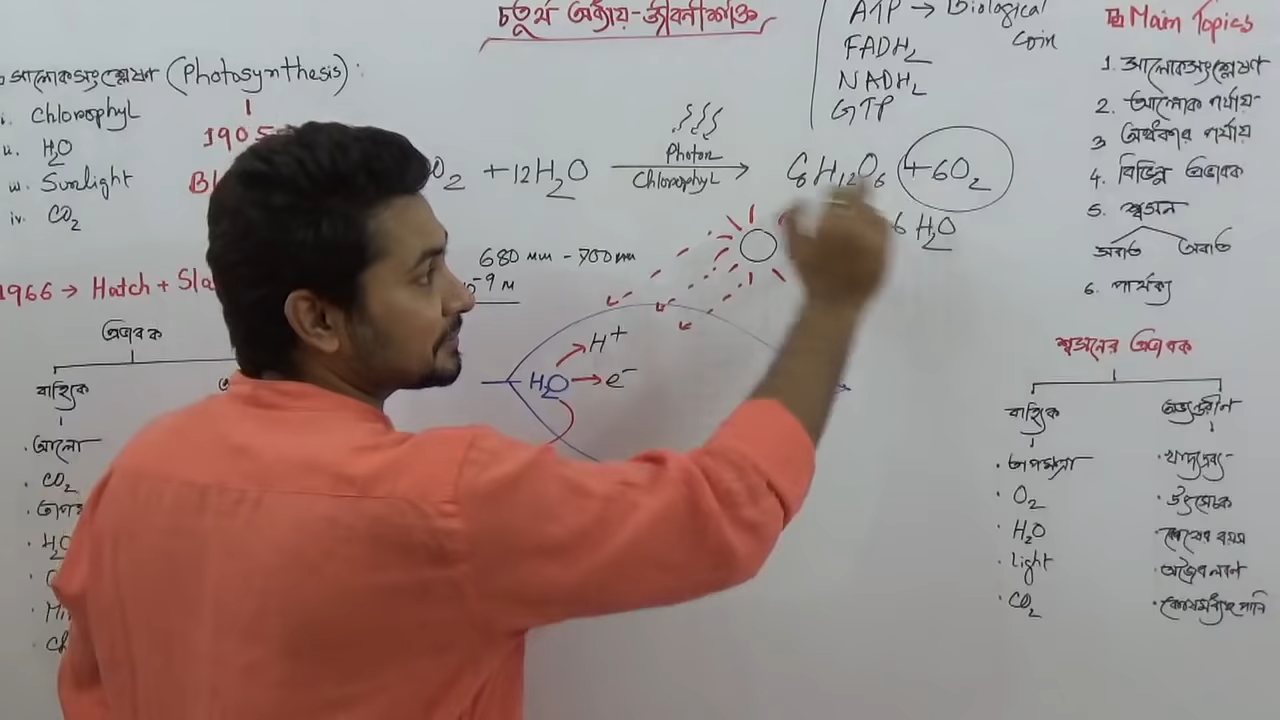 চতুর্থ অধ্যায়-জীবনীশক্তি
ATP → Biological
Coin
FADH2
NADH2
GTP
Main Topics
1. আলোকসংশ্লেষণ
2. আলোক পর্যায়
3 অন্ধকার পর্যায়
4. বিভিন্ন প্রভাবক
5. শ্বসন
সবাত অবাত
6. পার্থক্য
আলোকসংশ্লেষণ (Photosynthesis):
i. Chlorophyl
ii. H2O
iii. Sunlight
iv. CO2
1905
Bl
O2 +12H2O
Photon
Chlorophyl
C6H12O6 +6O2
6 H2O
680 nm - 700 nm
-9 M
1966 → Hatch + Sla
প্রভাবক
বাহ্যিক
আলো
CO2
H2O → H+
→ e-
শ্বসনের প্রভাবক
বাহ্যিক অভ্যন্তরীণ
· তাপমাত্রা · খাদ্যদ্রব্য
· O2 · উৎসেচক
· H2O · কোষের বয়স
· Light · অজৈব লবণ
· CO2 · কোষমধ্যস্থ পানি